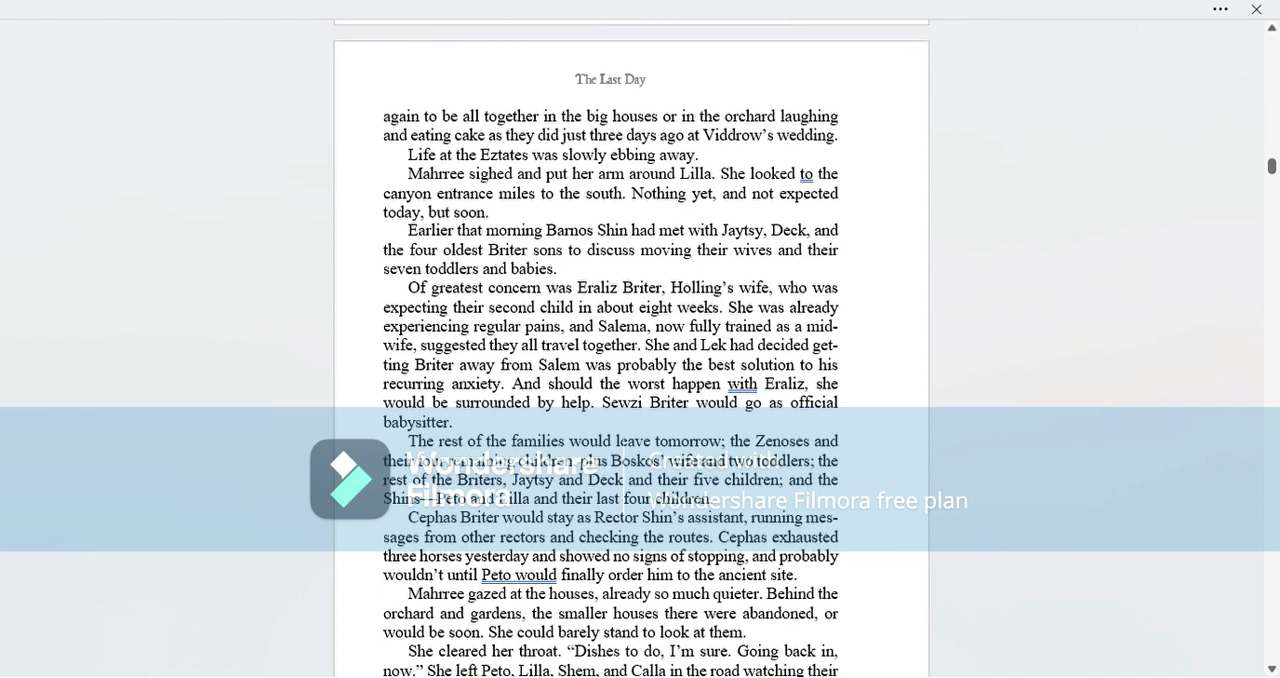 The Last Day
again to be all together in the big houses or in the orchard laughing
and eating cake as they did just three days ago at Viddrow's wedding.
Life at the Eztates was slowly ebbing away.
Mahrree sighed and put her arm around Lilla. She looked to the
canyon entrance miles to the south. Nothing yet, and not expected
today, but soon.
Earlier that morning Barnos Shin had met with Jaytsy, Deck, and
the four oldest Briter sons to discuss moving their wives and their
seven toddlers and babies.
Of greatest concern was Eraliz Briter, Holling's wife, who was
expecting their second child in about eight weeks. She was already
experiencing regular pains, and Salema, now fully trained as a mid-
wife, suggested they all travel together. She and Lek had decided get-
ting Briter away from Salem was probably the best solution to his
recurring anxiety. And should the worst happen with Eraliz, she
would be surrounded by help. Sewzi Briter would go as official
babysitter.
The rest of the families would leave tomorrow; the Zenoses and
their four remaining children, plus Boskos' wife and two toddlers; the
rest of the Briters, Jaytsy and Deck and their five children; and the
Shins—Peto and Lilla and their last four children.
Wondershare
Filmora
Created with
Wondershare Filmora free plan
Cephas Briter would stay as Rector Shin's assistant, running mes-
sages from other rectors and checking the routes. Cephas exhausted
three horses yesterday and showed no signs of stopping, and probably
wouldn't until Peto would finally order him to the ancient site.
Mahrree gazed at the houses, already so much quieter. Behind the
orchard and gardens, the smaller houses there were abandoned, or
would be soon. She could barely stand to look at them.
She cleared her throat. “Dishes to do, I'm sure. Going back in,
now.” She left Peto, Lilla, Shem, and Calla in the road watching their